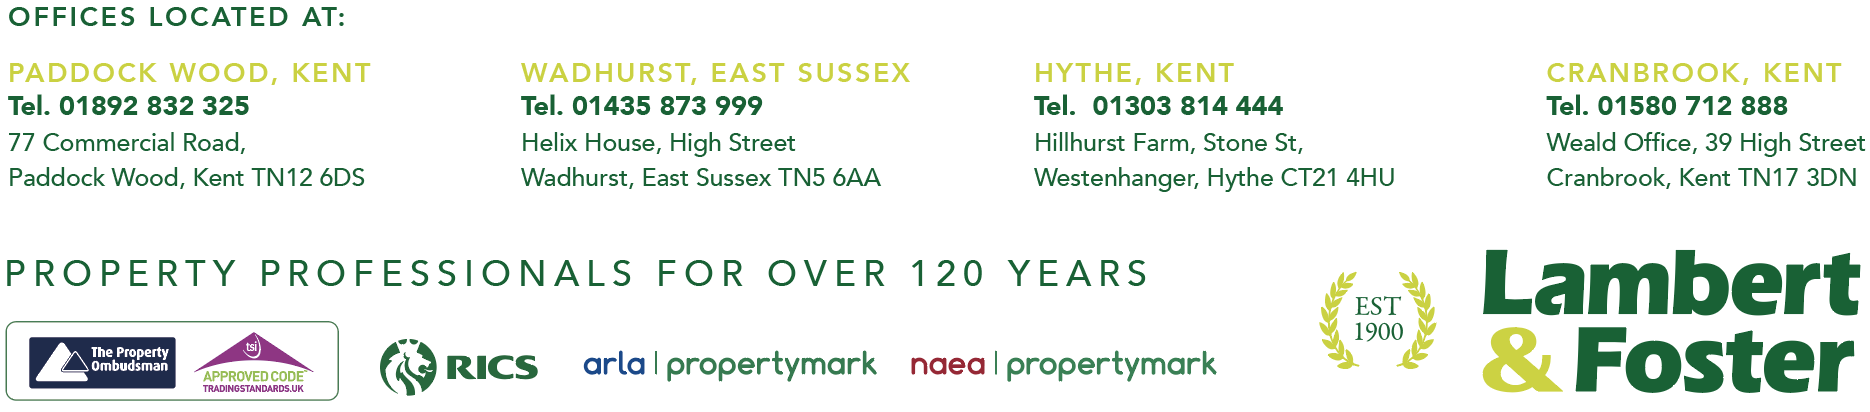 OFFICES LOCATED AT:
PADDOCK WOOD, KENT
Tel. 01892 832 325
77 Commercial Road,
Paddock Wood, Kent TN12 6DS
WADHURST, EAST SUSSEX
Tel. 01435 873 999
Helix House, High Street
Wadhurst, East Sussex TN5 6AA
HYTHE, KENT
Tel.  01303 814 444
Hillhurst Farm, Stone St,
Westenhanger, Hythe CT21 4HU
CRANBROOK, KENT
Tel. 01580 712 888
Weald Office, 39 High Street
Cranbrook, Kent TN17 3DN
PROPERTY PROFESSIONALS FOR OVER 120 YEARS
The Property
Ombudsman
tsi
APPROVED CODE
TRADINGSTANDARDS.UK
RICS
arla | propertymark
naea | propertymark
EST
1900
Lambert
& Foster